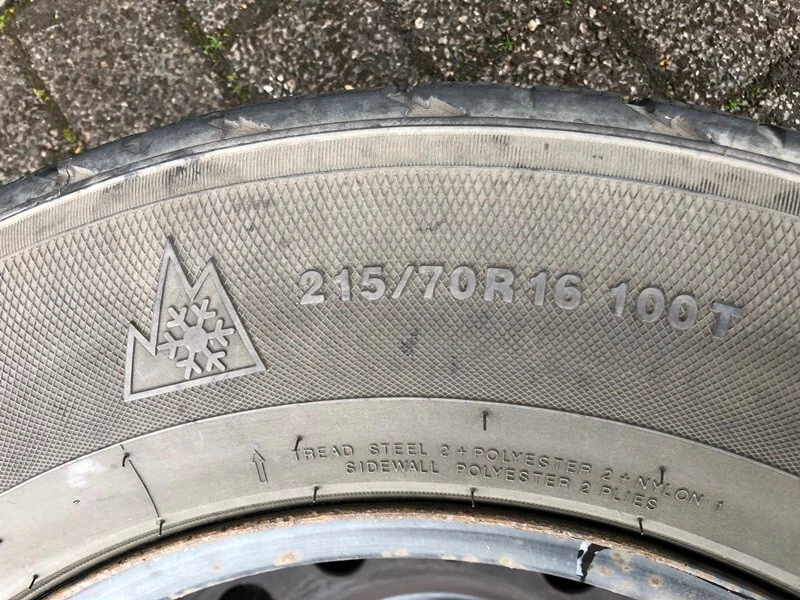 215/70R16 100T
TREAD STEEL 2+POLYESTER 2+NYLON 1
SIDEWALL POLYESTER 2 PLIES